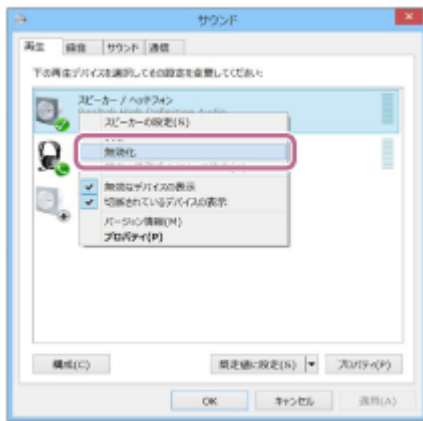 サウンド
再生 録音 サウンド 通信
下の再生デバイスを選択してその設定を変更してください:
スピーカー / ヘッドフォン
Realtek High Definition Audio
スピーカーの設定(S)
無効化
無効なデバイスの表示
切断されているデバイスの表示
バージョン情報(M)
プロパティ(P)
構成(C) 既定値に設定(S) プロパティ(P)
OK キャンセル 適用(A)